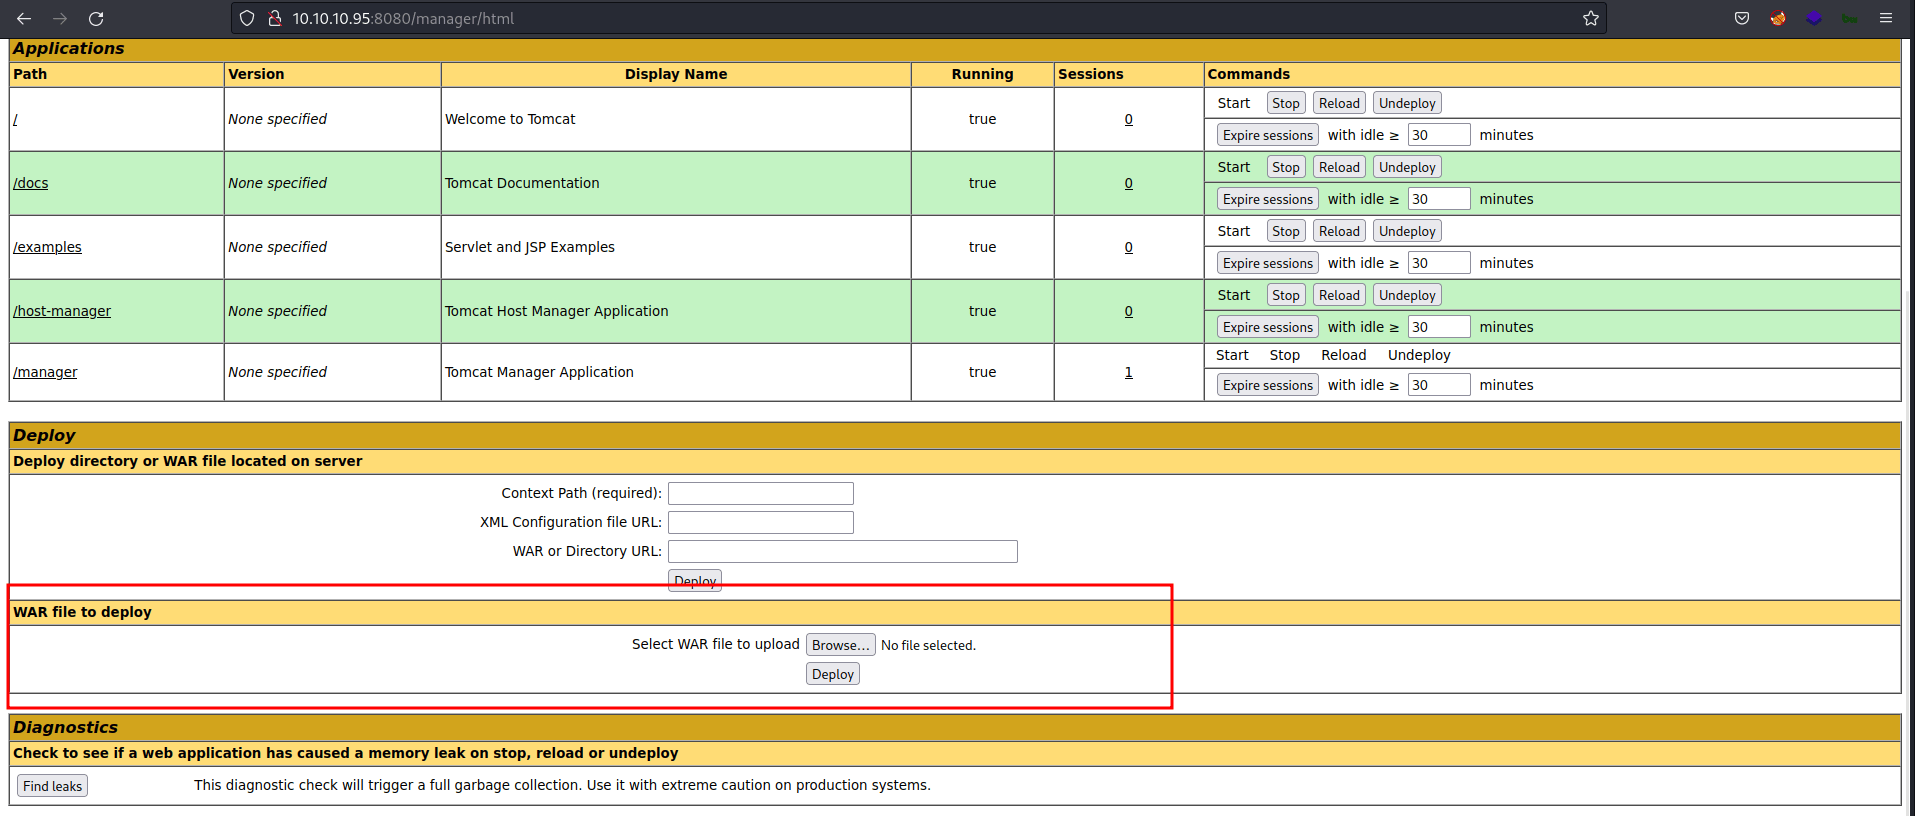 10.10.10.95:8080/manager/html
Applications
Path Version Display Name Running Sessions Commands
/ None specified Welcome to Tomcat true 0 Start Stop Reload Undeploy
Expire sessions with idle ≥ 30 minutes
/docs None specified Tomcat Documentation true 0 Start Stop Reload Undeploy
Expire sessions with idle ≥ 30 minutes
/examples None specified Servlet and JSP Examples true 0 Start Stop Reload Undeploy
Expire sessions with idle ≥ 30 minutes
/host-manager None specified Tomcat Host Manager Application true 0 Start Stop Reload Undeploy
Expire sessions with idle ≥ 30 minutes
/manager None specified Tomcat Manager Application true 1 Start Stop Reload Undeploy
Expire sessions with idle ≥ 30 minutes
Deploy
Deploy directory or WAR file located on server
Context Path (required):
XML Configuration file URL:
WAR or Directory URL:
Deploy
WAR file to deploy
Select WAR file to upload Browse... No file selected.
Deploy
Diagnostics
Check to see if a web application has caused a memory leak on stop, reload or undeploy
Find leaks This diagnostic check will trigger a full garbage collection. Use it with extreme caution on production systems.